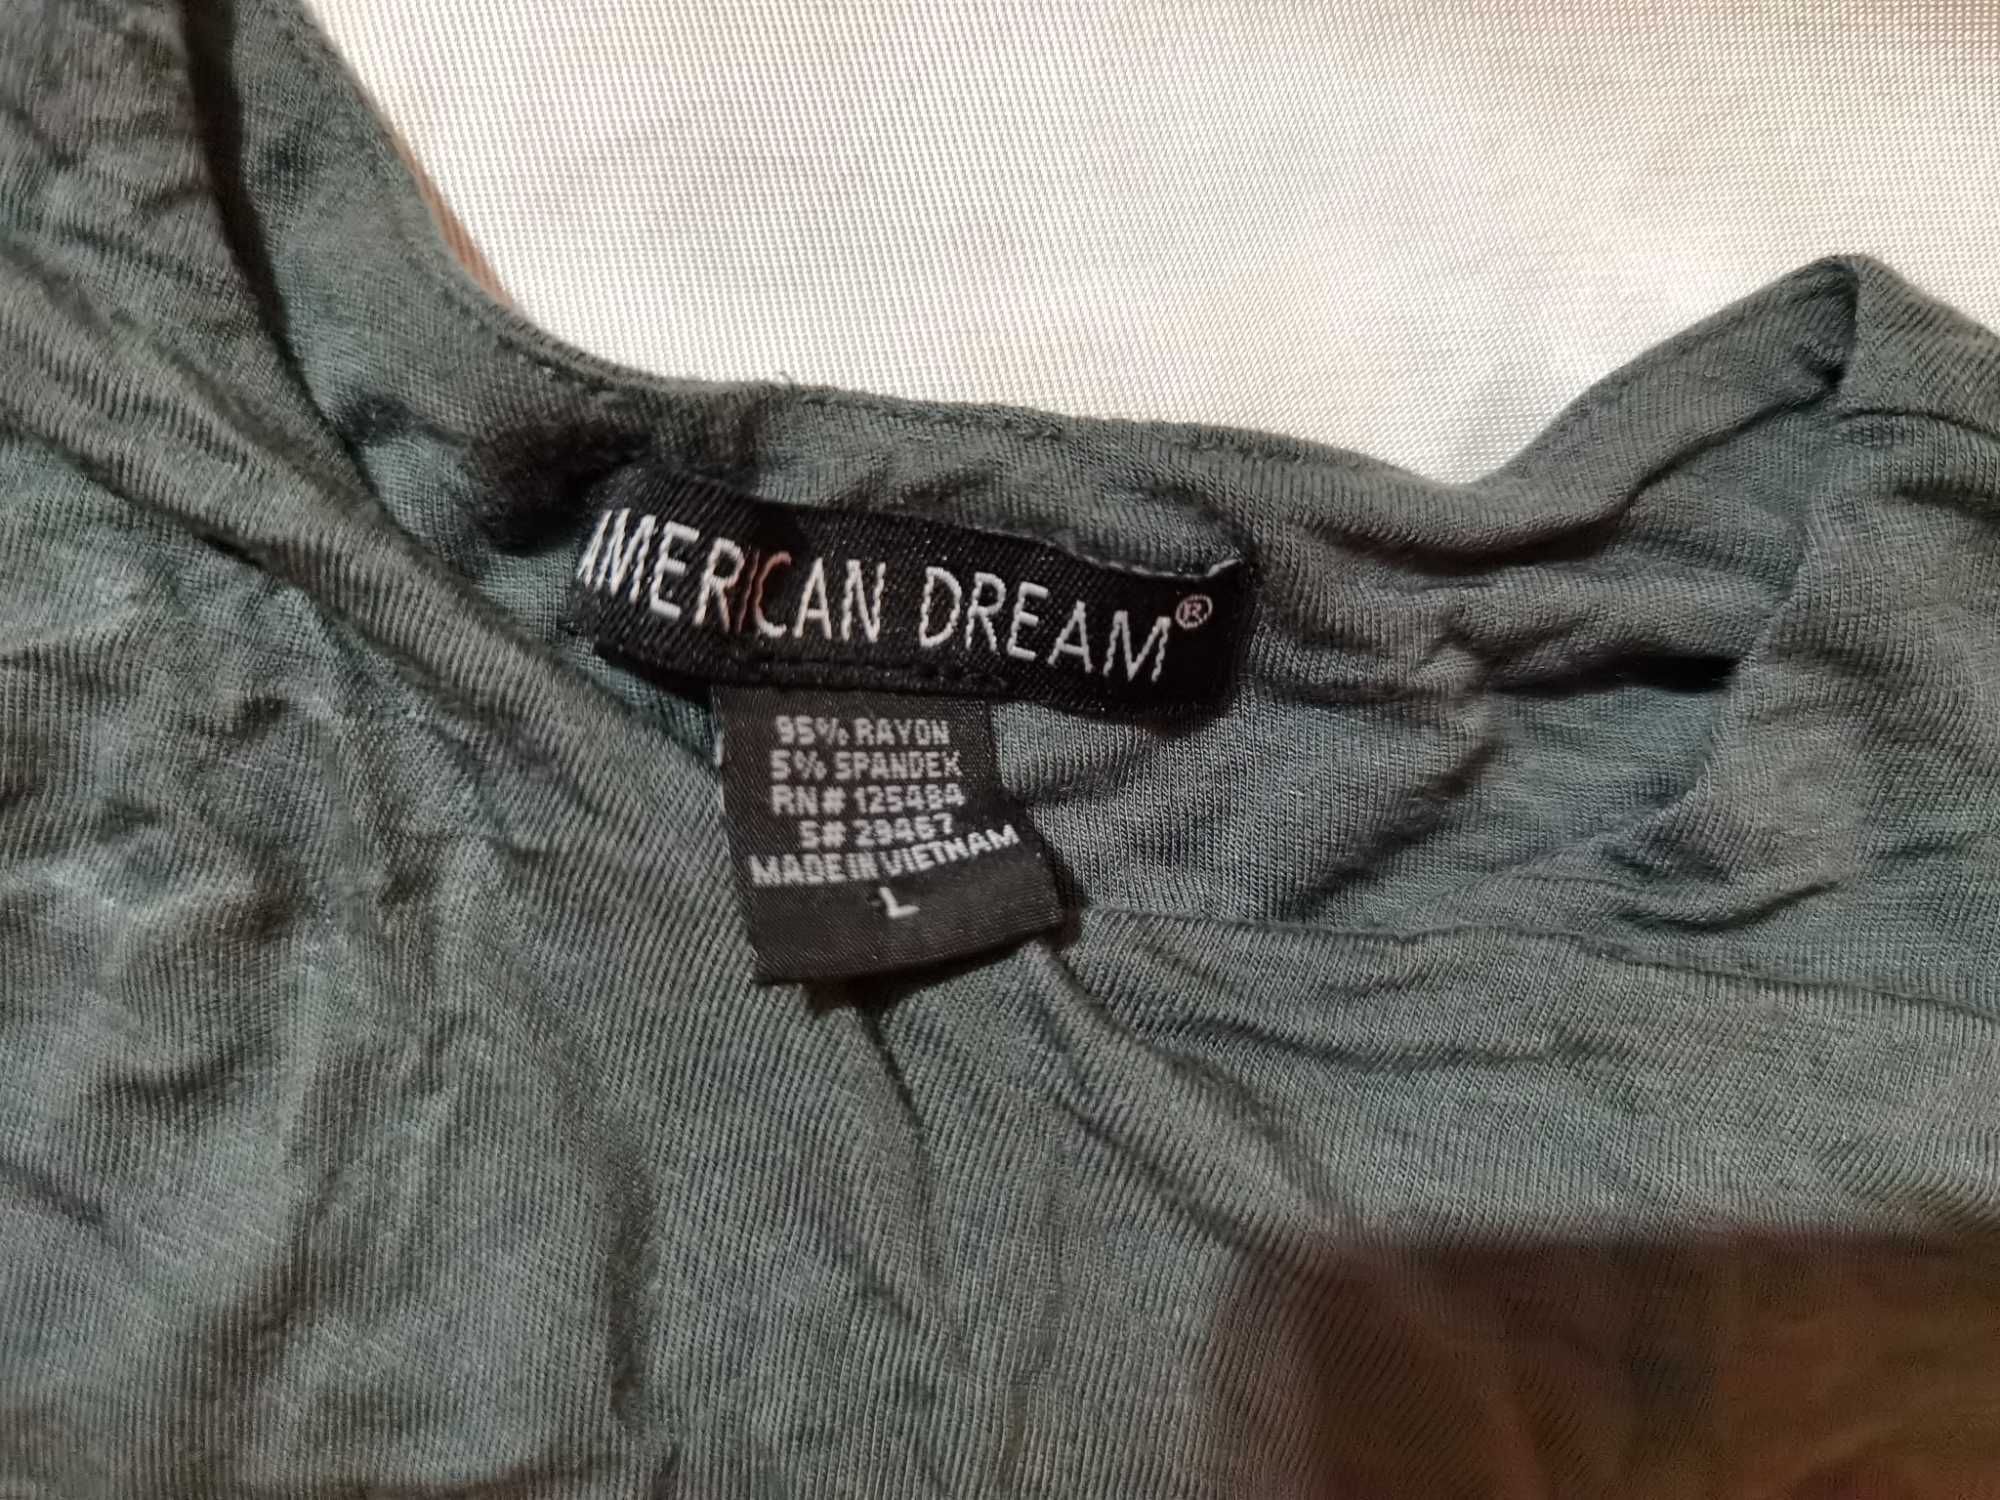 AMERICAN DREAM®
95% RAYON
5% SPANDEX
RN# 125484
S# 29467
MADE IN VIETNAM
L